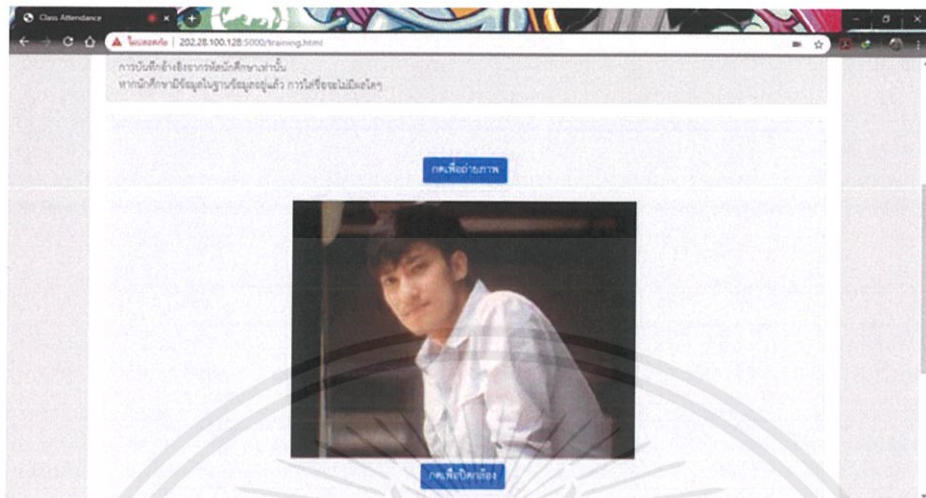 Class Attendance
ไม่ปลอดภัย | 202.28.100.128:5000/training.html
การบันทึกอ้างอิงจากรหัสนักศึกษาเท่านั้น
หากนักศึกษามีข้อมูลในฐานข้อมูลอยู่แล้ว การใส่ชื่อจะไม่มีผลใดๆ
กดเพื่อถ่ายภาพ
กดเพื่อปิดกล้อง